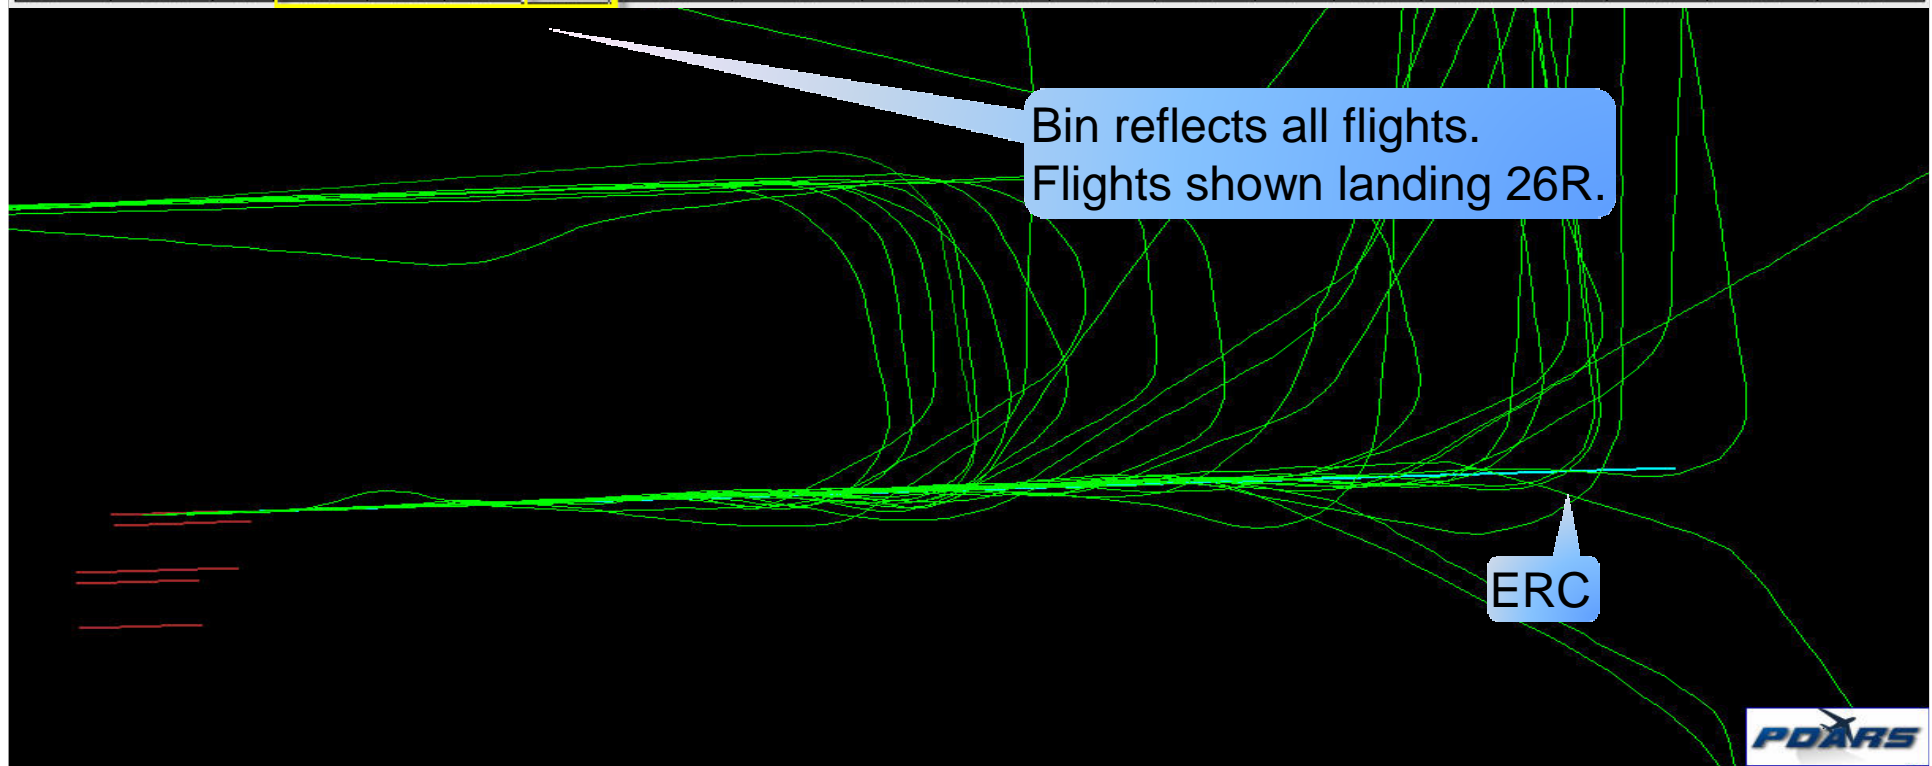 Bin reflects all flights.
Flights shown landing 26R.
ERC
PDARS